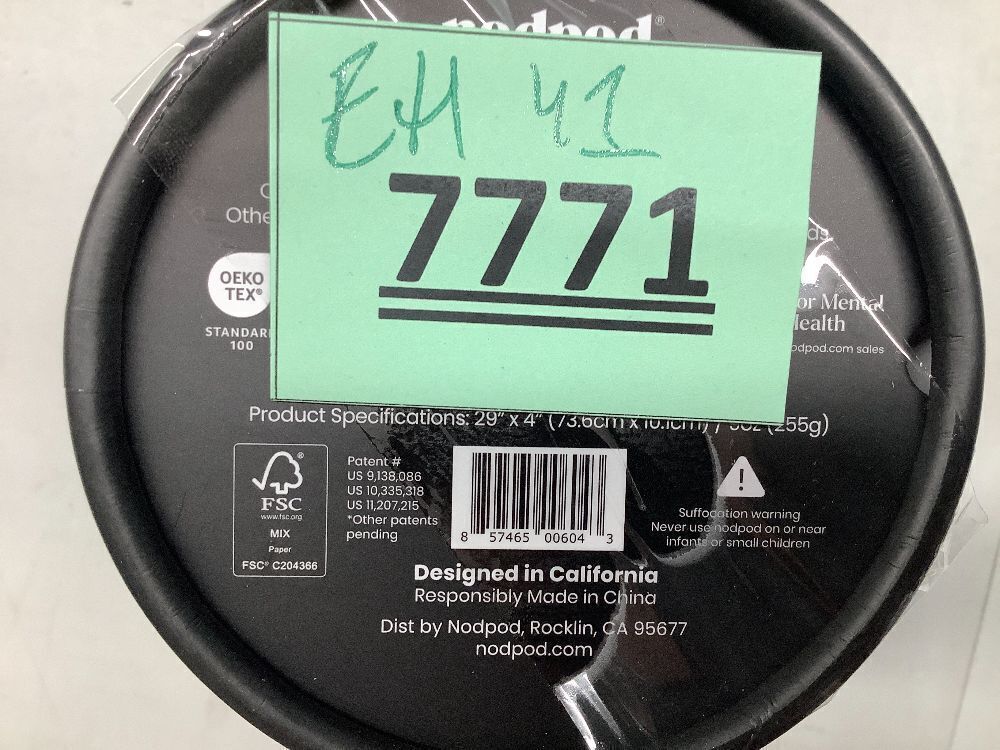 nodpod®
EH 41
7771
OEKO
TEX®
STANDAR
100
or Mental
ealth
odpod.com sales
Product Specifications: 29" x 4" (73.6cm x 10.1cm) / 9oz (255g)
FSC
www.fsc.org
MIX
Paper
FSC® C204366
Patent #
US 9,138,086
US 10,335,318
US 11,207,215
*Other patents
pending
8 57465 00604 3
Suffocation warning
Never use nodpod on or near
infants or small children
Designed in California
Responsibly Made in China
Dist by Nodpod, Rocklin, CA 95677
nodpod.com